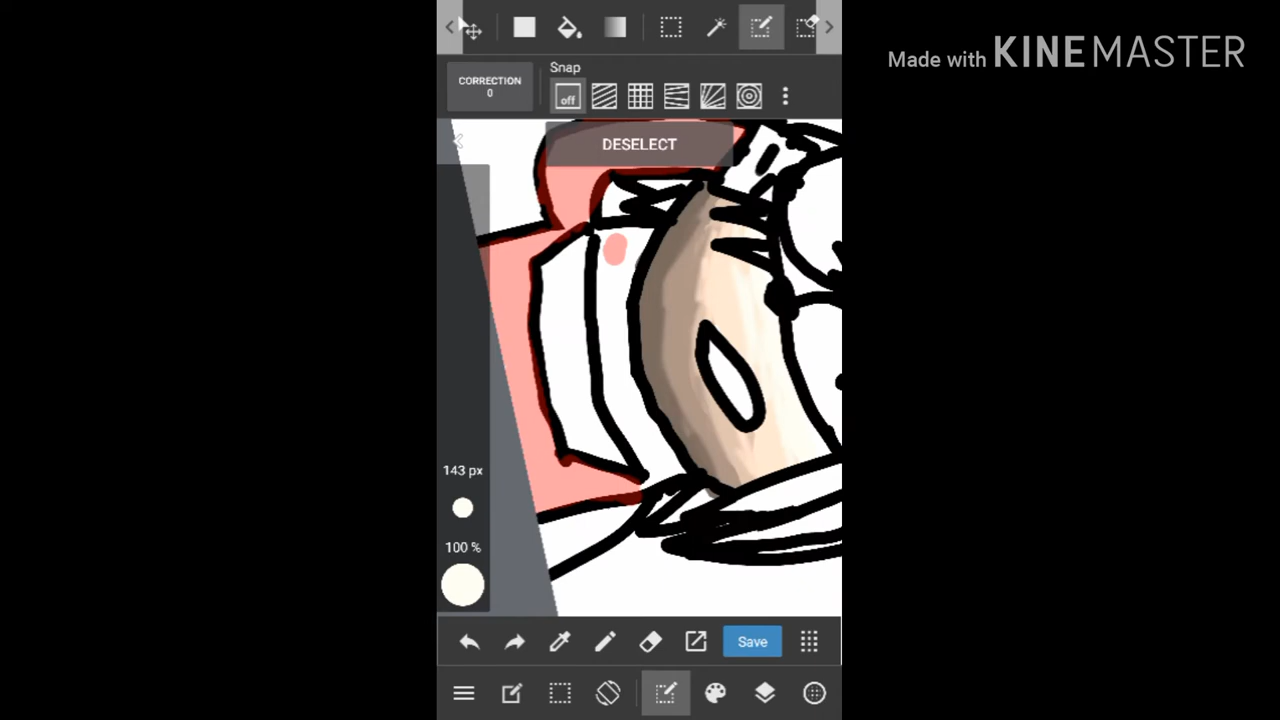 Made with KINEMASTER
Snap
CORRECTION
0
off
DESELECT
143 px
100 %
Save